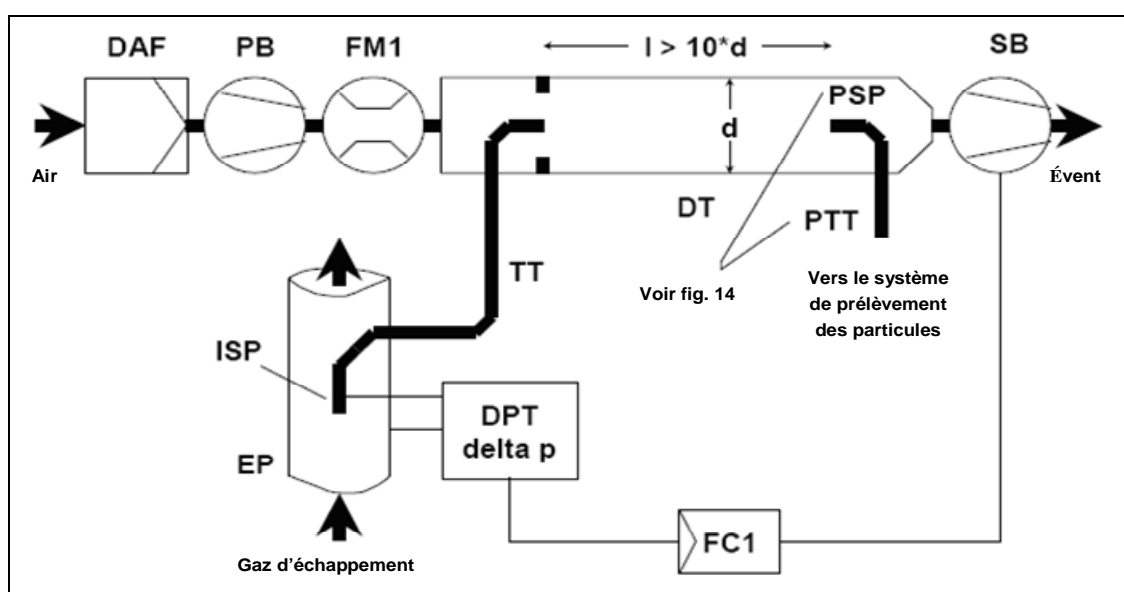 DAF
PB
FM1
l > 10*d
SB
Air
d
PSP
Évent
DT
PTT
TT
Voir fig. 14
Vers le système
de prélèvement
des particules
ISP
DPT
delta p
EP
FC1
Gaz d'échappement